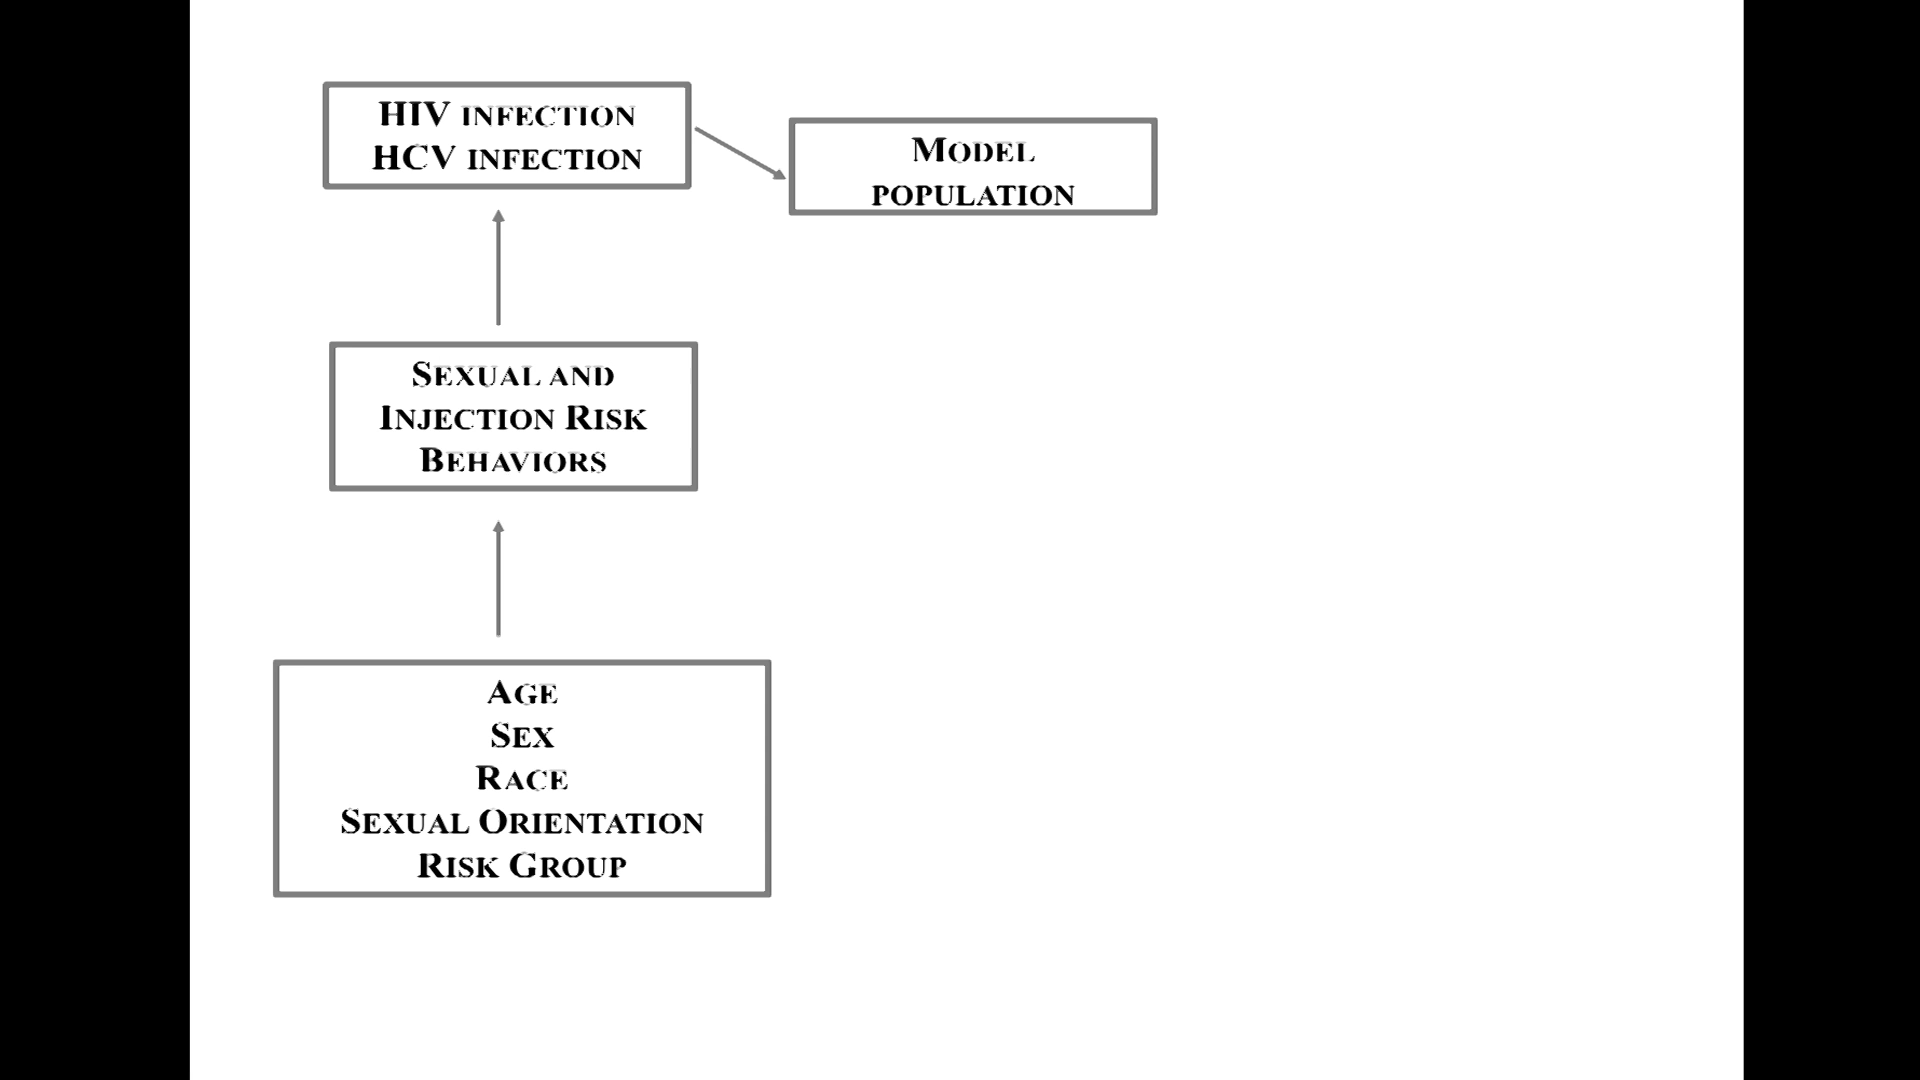 HIV INFECTION
HCV INFECTION
MODEL
POPULATION
SEXUAL AND
INJECTION RISK
BEHAVIORS
AGE
SEX
RACE
SEXUAL ORIENTATION
RISK GROUP